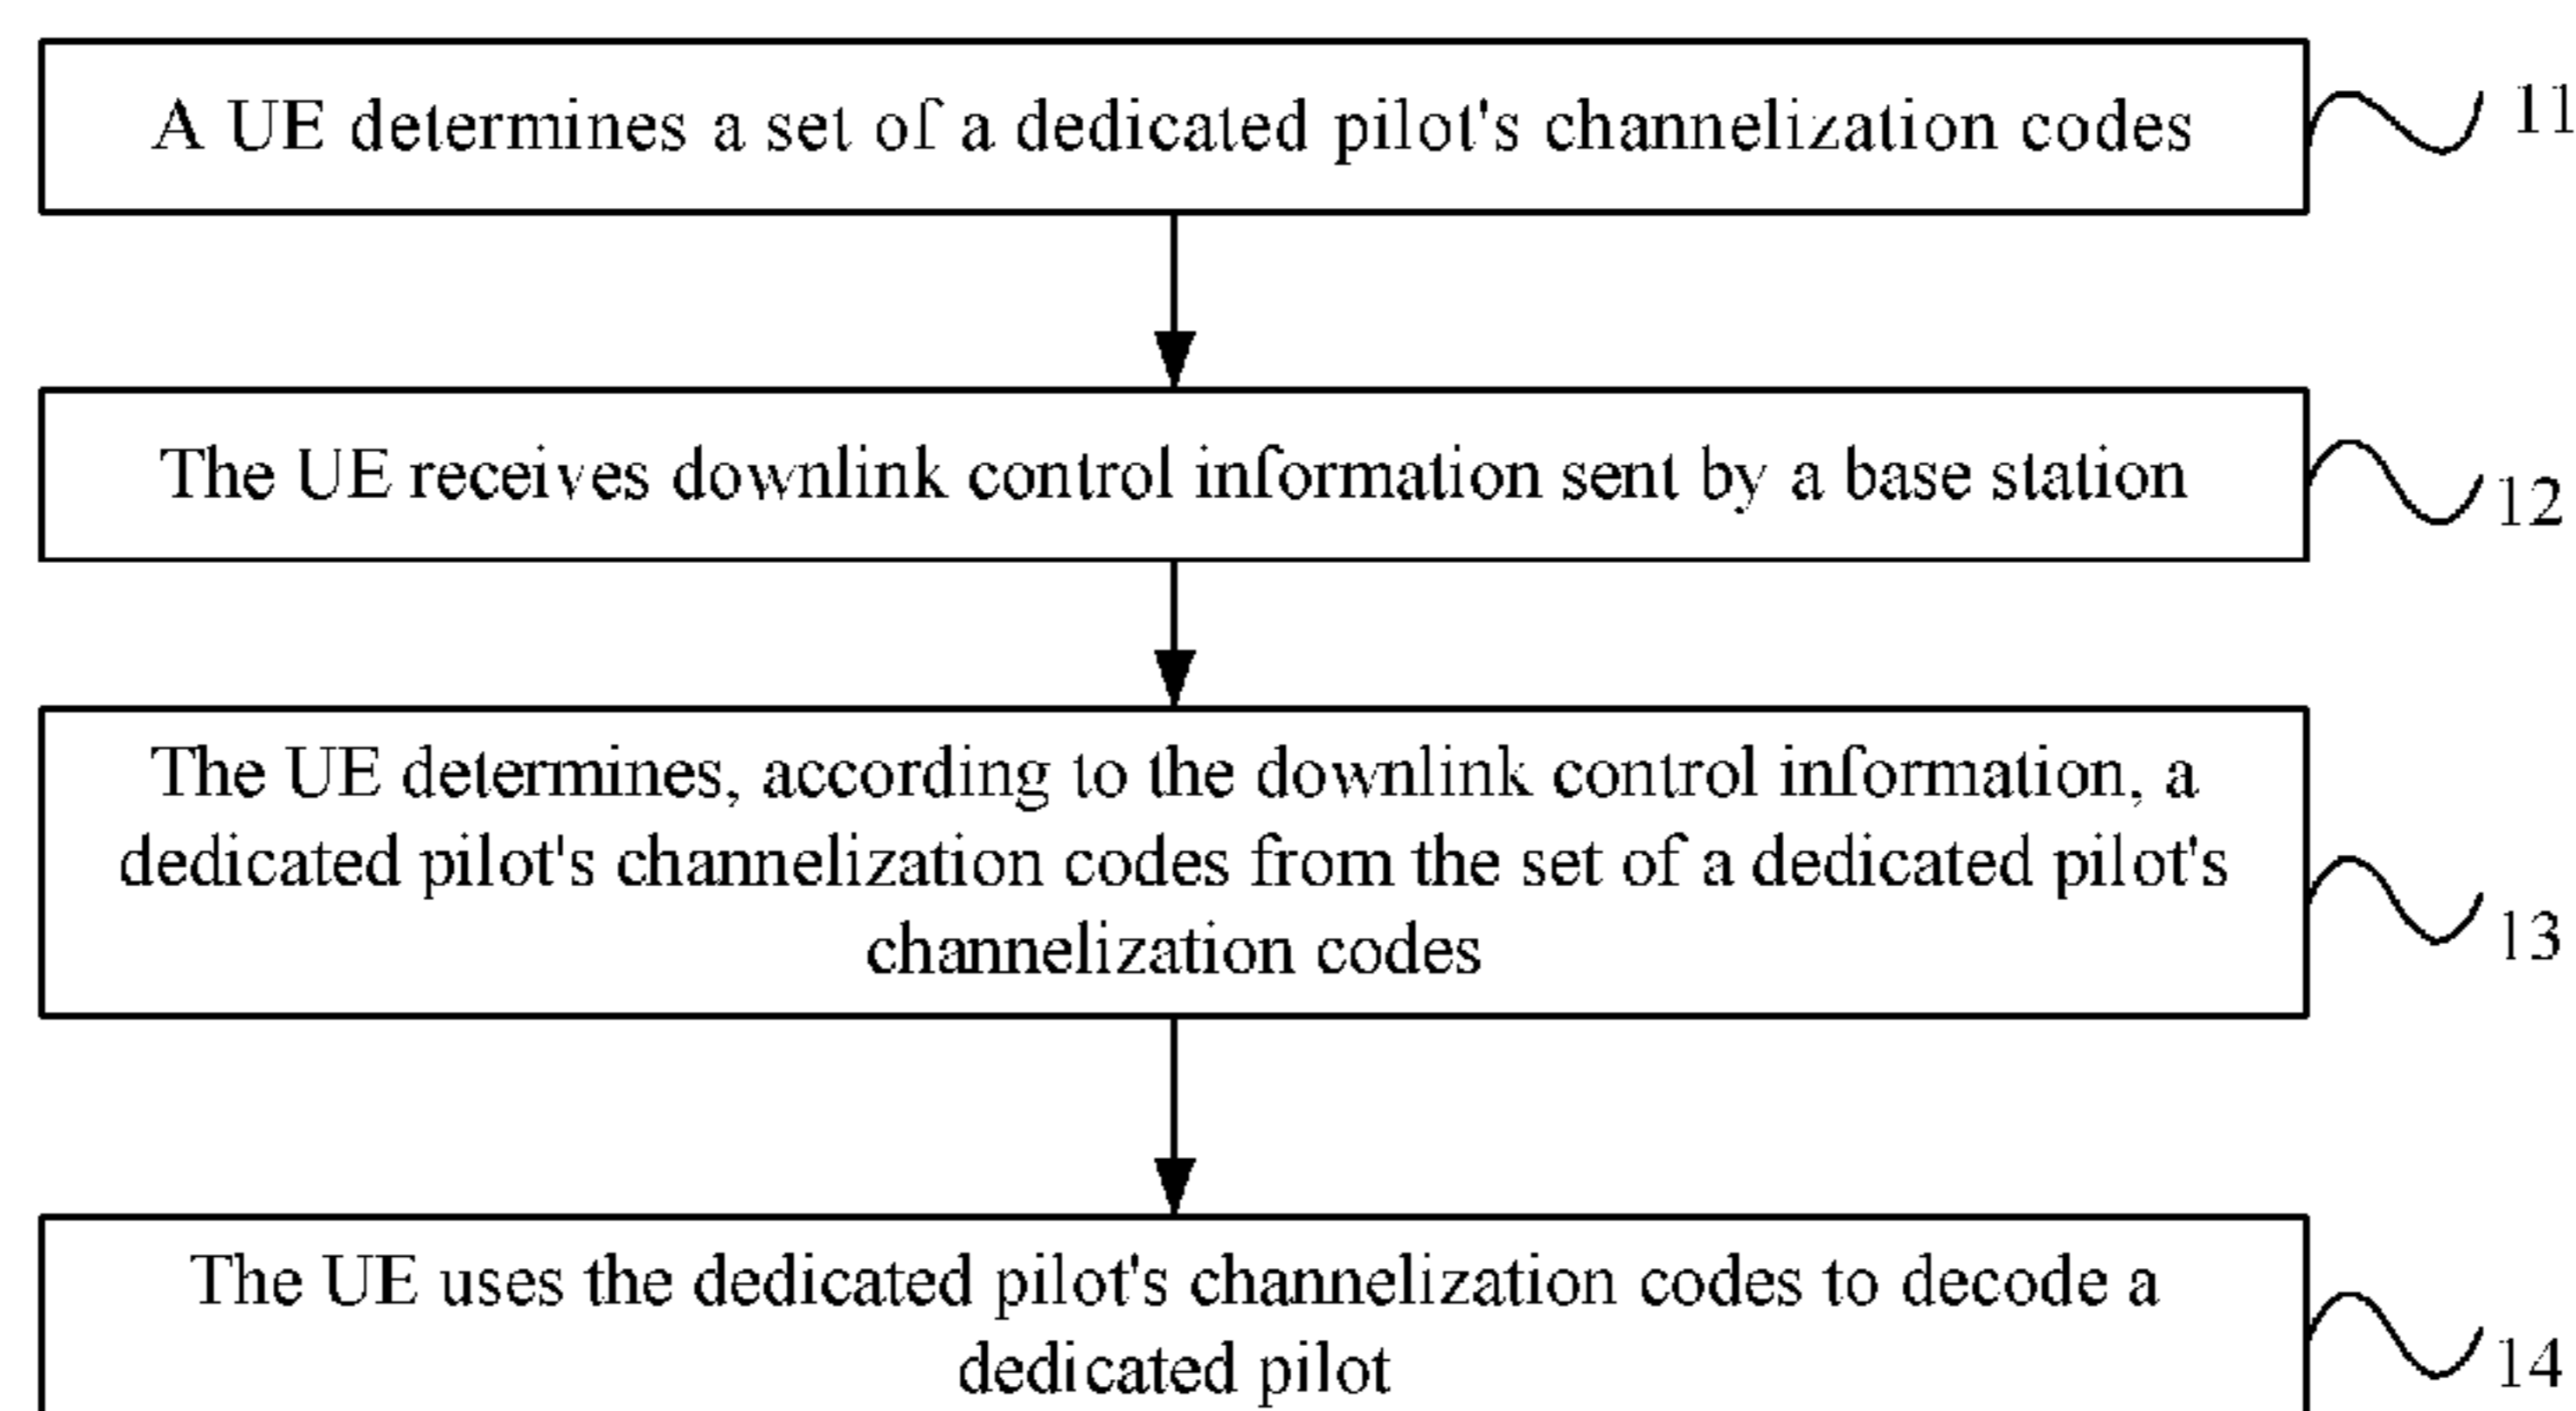 A UE determines a set of a dedicated pilot's channelization codes
11
The UE receives downlink control information sent by a base station
12
The UE determines, according to the downlink control information, a
dedicated pilot's channelization codes from the set of a dedicated pilot's
channelization codes
13
The UE uses the dedicated pilot's channelization codes to decode a
dedicated pilot
14